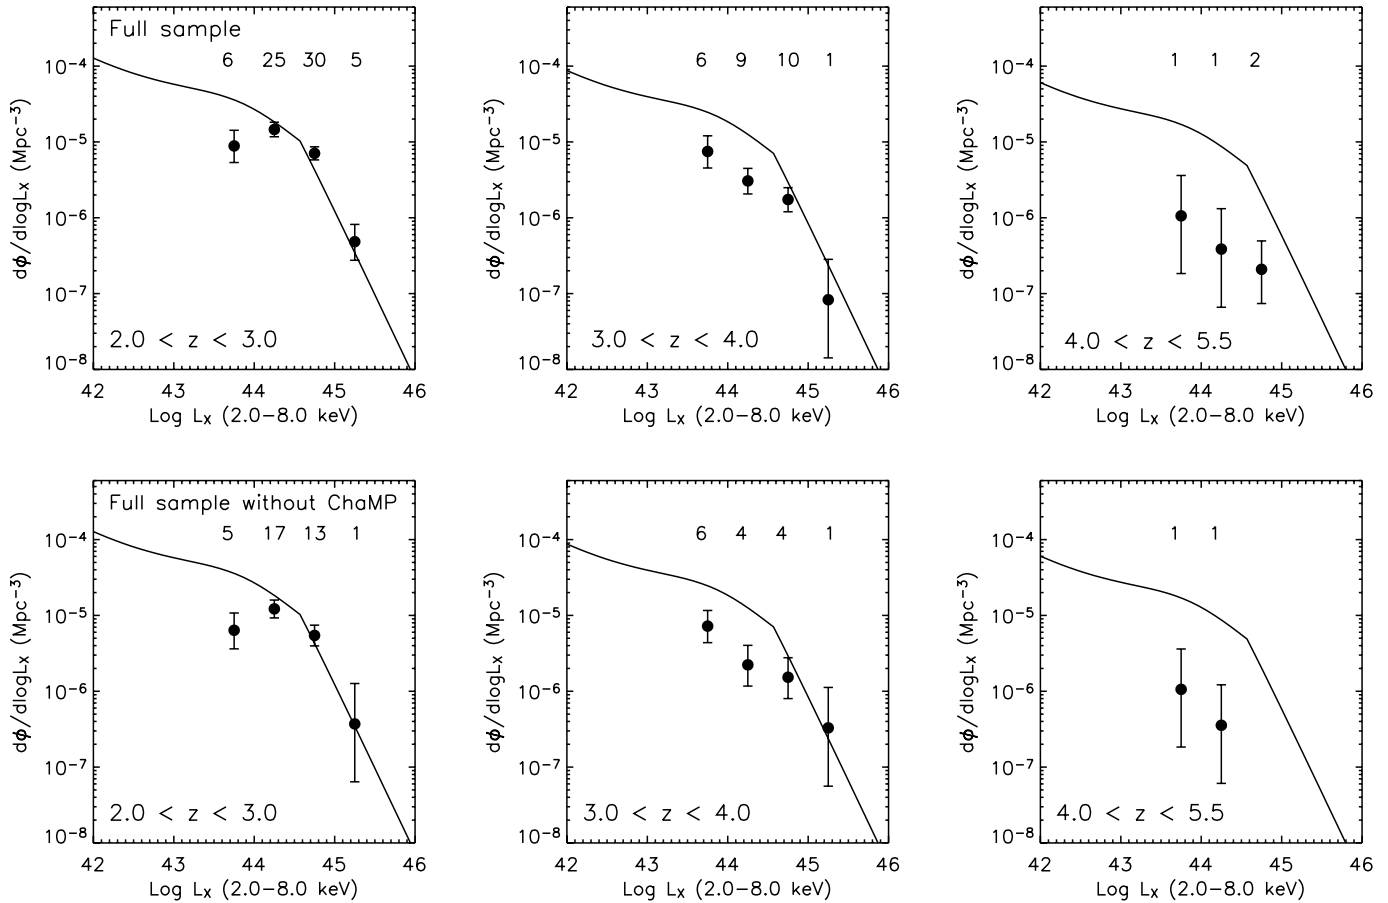 Full sample
6 25 30 5
10⁻⁴
10⁻⁵
10⁻⁶
10⁻⁷
10⁻⁸
dϕ/dlogLx (Mpc⁻³)
2.0 < z < 3.0
42 43 44 45 46
Log Lx (2.0−8.0 keV)
6 9 10 1
10⁻⁴
10⁻⁵
10⁻⁶
10⁻⁷
10⁻⁸
dϕ/dlogLx (Mpc⁻³)
3.0 < z < 4.0
42 43 44 45 46
Log Lx (2.0−8.0 keV)
1 1 2
10⁻⁴
10⁻⁵
10⁻⁶
10⁻⁷
10⁻⁸
dϕ/dlogLx (Mpc⁻³)
4.0 < z < 5.5
42 43 44 45 46
Log Lx (2.0−8.0 keV)
Full sample without ChaMP
5 17 13 1
10⁻⁴
10⁻⁵
10⁻⁶
10⁻⁷
10⁻⁸
dϕ/dlogLx (Mpc⁻³)
2.0 < z < 3.0
42 43 44 45 46
Log Lx (2.0−8.0 keV)
6 4 4 1
10⁻⁴
10⁻⁵
10⁻⁶
10⁻⁷
10⁻⁸
dϕ/dlogLx (Mpc⁻³)
3.0 < z < 4.0
42 43 44 45 46
Log Lx (2.0−8.0 keV)
1 1
10⁻⁴
10⁻⁵
10⁻⁶
10⁻⁷
10⁻⁸
dϕ/dlogLx (Mpc⁻³)
4.0 < z < 5.5
42 43 44 45 46
Log Lx (2.0−8.0 keV)